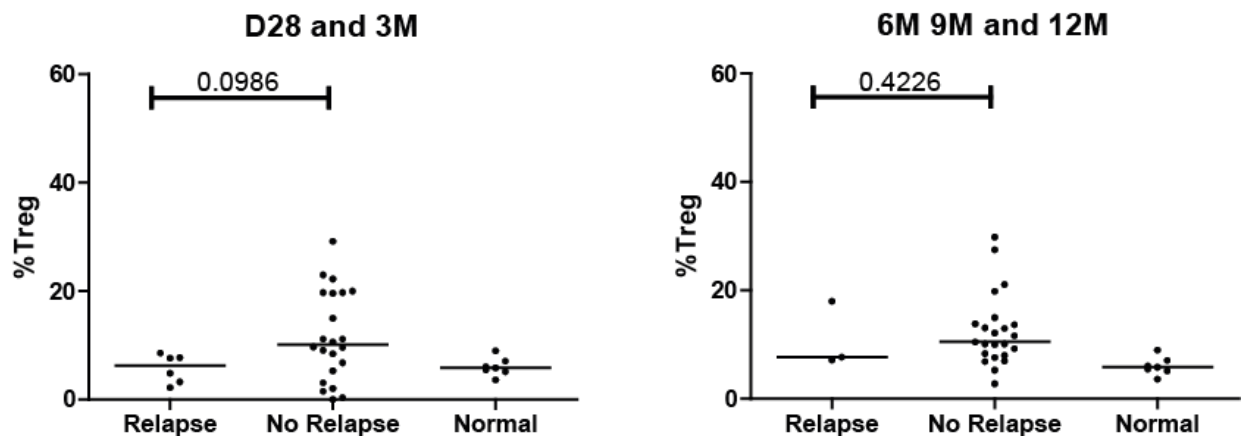 D28 and 3M
60
0.0986
40
%Treg
20
0
Relapse No Relapse Normal
6M 9M and 12M
60
0.4226
40
%Treg
20
0
Relapse No Relapse Normal